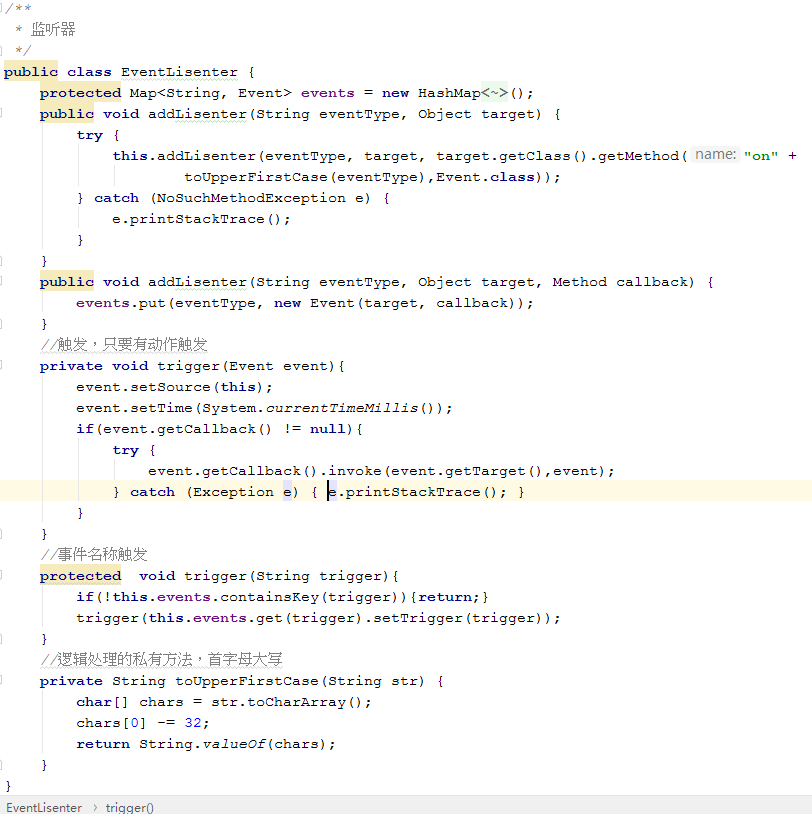 /**
 * 监听器
 */
public class EventLisenter {
    protected Map<String, Event> events = new HashMap<~>();
    public void addLisenter(String eventType, Object target) {
        try {
            this.addLisenter(eventType, target, target.getClass().getMethod( name: "on" +
                    toUpperFirstCase(eventType),Event.class));
        } catch (NoSuchMethodException e) {
            e.printStackTrace();
        }
    }
    public void addLisenter(String eventType, Object target, Method callback) {
        events.put(eventType, new Event(target, callback));
    }
    //触发，只要有动作触发
    private void trigger(Event event){
        event.setSource(this);
        event.setTime(System.currentTimeMillis());
        if(event.getCallback() != null){
            try {
                event.getCallback().invoke(event.getTarget(),event);
            } catch (Exception e) { e.printStackTrace(); }
        }
    }
    //事件名称触发
    protected  void trigger(String trigger){
        if(!this.events.containsKey(trigger)){return;}
        trigger(this.events.get(trigger).setTrigger(trigger));
    }
    //逻辑处理的私有方法，首字母大写
    private String toUpperFirstCase(String str) {
        char[] chars = str.toCharArray();
        chars[0] -= 32;
        return String.valueOf(chars);
    }
}
EventLisenter › trigger()